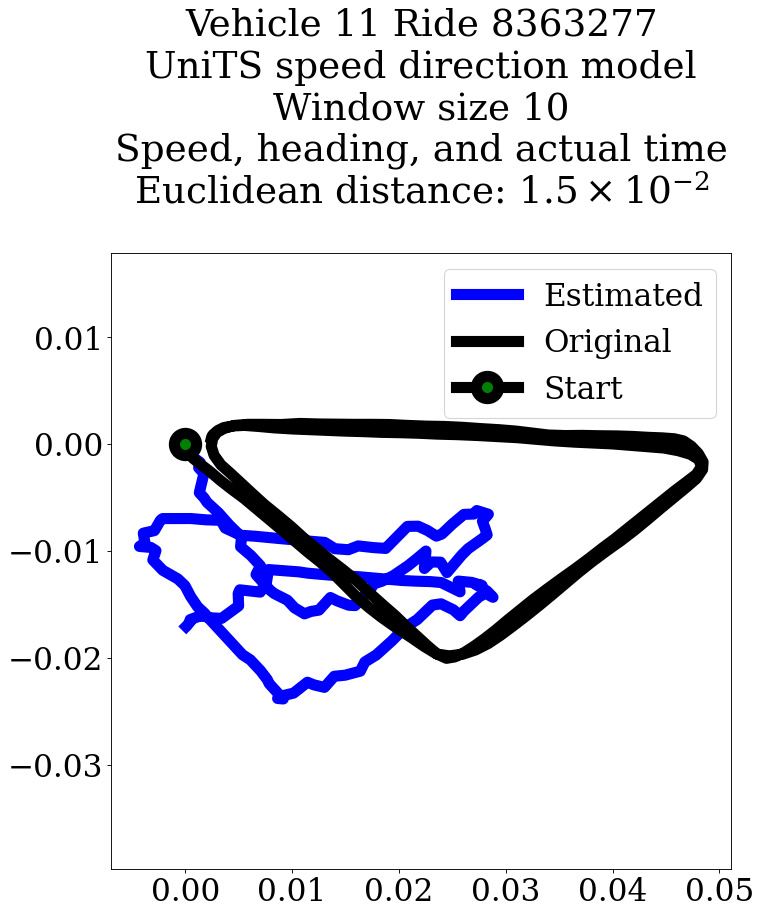 Vehicle 11 Ride 8363277
UniTS speed direction model
Window size 10
Speed, heading, and actual time
Euclidean distance: 1.5 × 10⁻²
Estimated
Original
Start
0.01
0.00
−0.01
−0.02
−0.03
0.00 0.01 0.02 0.03 0.04 0.05